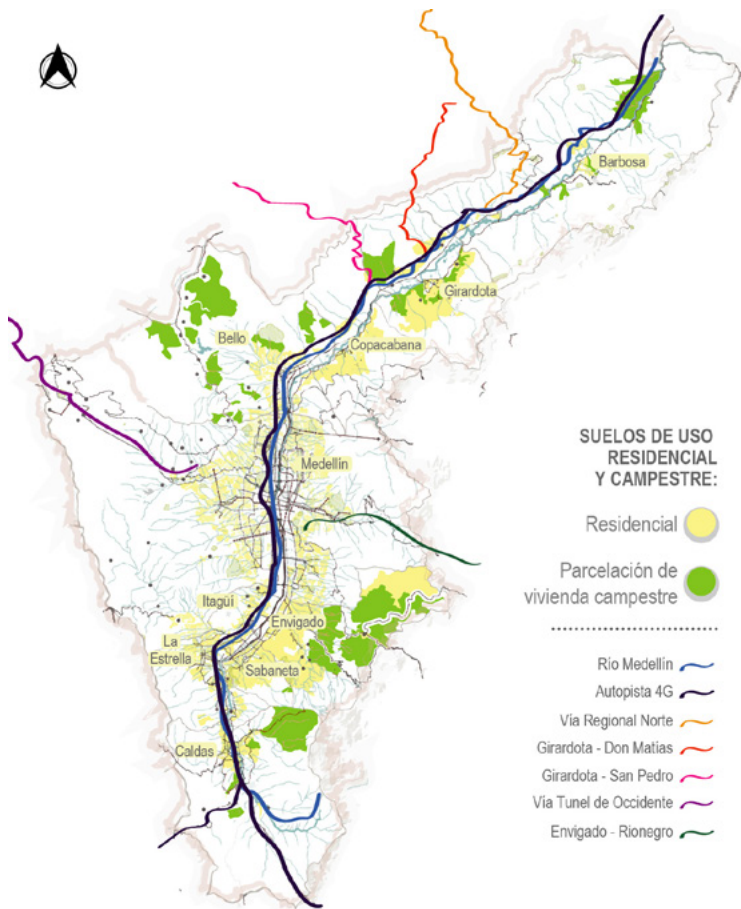 Barbosa
Girardota
Bello
Copacabana
Medellín
Itagüí
Envigado
La
Estrella
Sabaneta
Caldas
SUELOS DE USO
RESIDENCIAL
Y CAMPESTRE:
Residencial
Parcelación de
vivienda campestre
Río Medellín
Autopista 4G
Vía Regional Norte
Girardota - Don Matias
Girardota - San Pedro
Vía Tunel de Occidente
Envigado - Rionegro